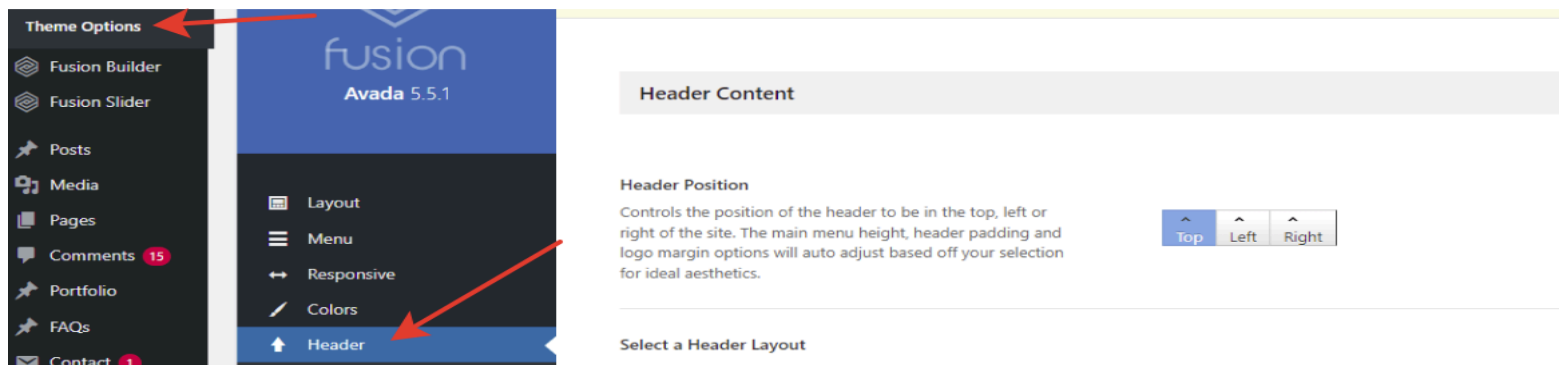 Theme Options
Fusion Builder
Fusion Slider
Posts
Media
Pages
Comments 15
Portfolio
FAQs
Contact 1
fusion
Avada 5.5.1
Layout
Menu
Responsive
Colors
Header
Header Content
Header Position
Controls the position of the header to be in the top, left or
right of the site. The main menu height, header padding and
logo margin options will auto adjust based off your selection
for ideal aesthetics.
Top Left Right
Select a Header Layout